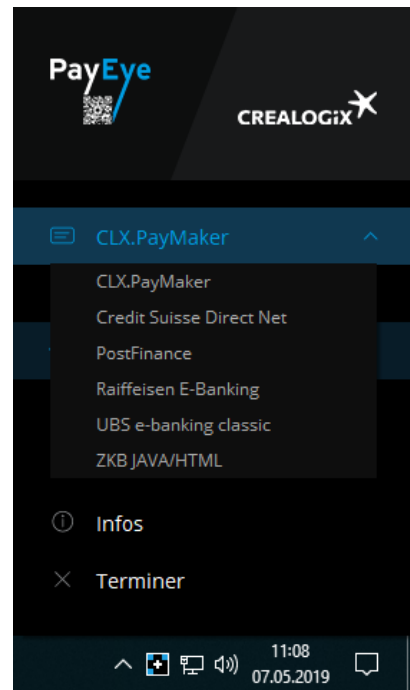 PayEye
CREALOGiX
CLX.PayMaker
CLX.PayMaker
Credit Suisse Direct Net
PostFinance
Raiffeisen E-Banking
UBS e-banking classic
ZKB JAVA/HTML
Infos
Terminer
11:08
07.05.2019